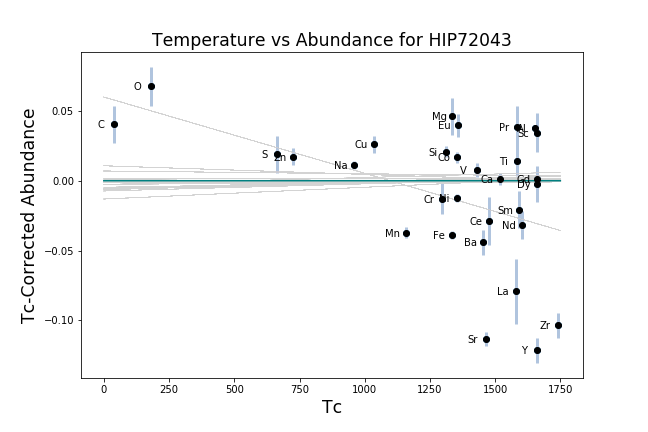 Temperature vs Abundance for HIP72043
Tc-Corrected Abundance
0.05
0.00
−0.05
−0.10
O
C
Mg
Eu
Pr
Al
Sc
Cu
S
Zn
Si
Co
Na
Ti
V
Ca
Gd
Dy
Cr
Ni
Sm
Ce
Nd
Mn
Fe
Ba
La
Zr
Sr
Y
0
250
500
750
1000
1250
1500
1750
Tc